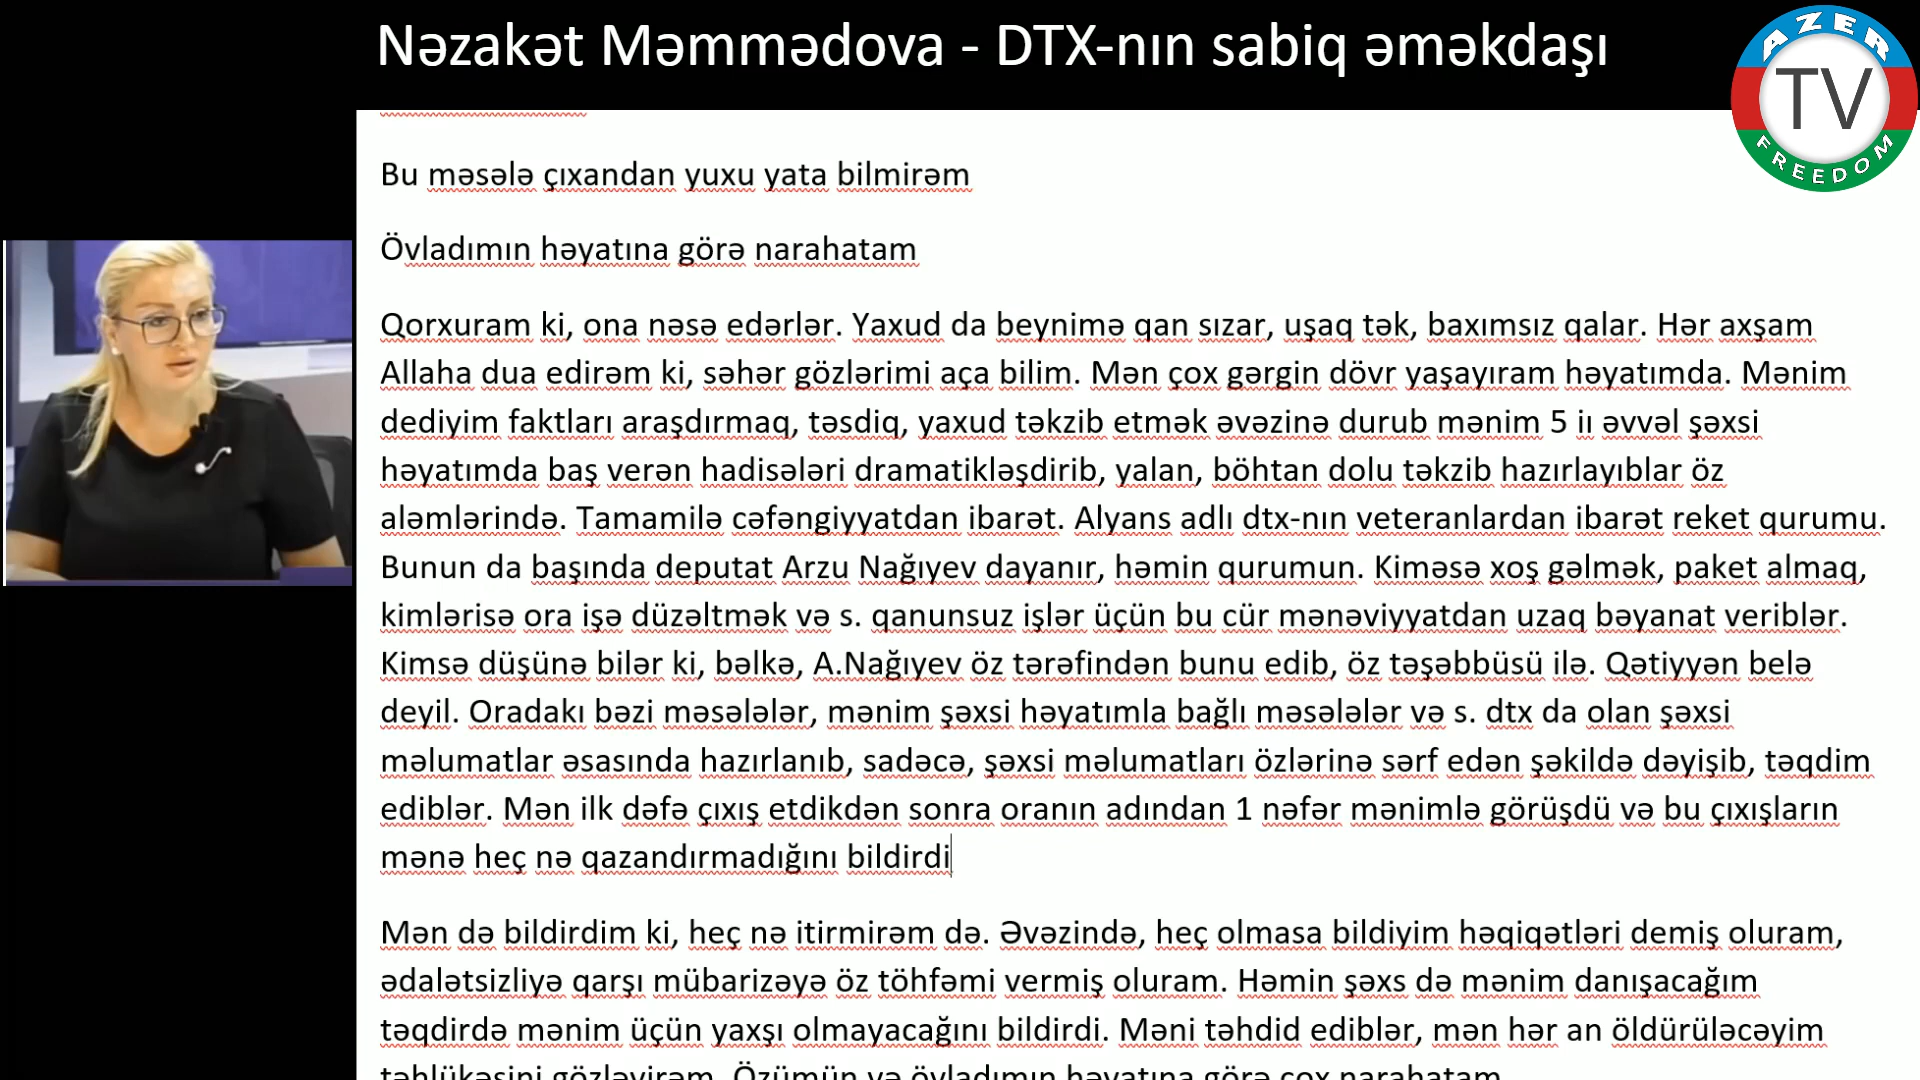 Nəzakət Məmmədova - DTX-nın sabiq əməkdaşı
AZER
TV
FREEDOM
Bu məsələ çıxandan yuxu yata bilmirəm
Övladımın həyatına görə narahatam
Qorxuram ki, ona nəsə edərlər. Yaxud da beynimə qan sızar, uşaq tək, baxımsız qalar. Hər axşam
Allaha dua edirəm ki, səhər gözlərimi aça bilim. Mən çox gərgin dövr yaşayıram həyatımda. Mənim
dediyim faktları araşdırmaq, təsdiq, yaxud təkzib etmək əvəzinə durub mənim 5 iı əvvəl şəxsi
həyatımda baş verən hadisələri dramatikləşdirib, yalan, böhtan dolu təkzib hazırlayıblar öz
aləmlərində. Tamamilə cəfəngiyyatdan ibarət. Alyans adlı dtx-nın veteranlardan ibarət reket qurumu.
Bunun da başında deputat Arzu Nağıyev dayanır, həmin qurumun. Kiməsə xoş gəlmək, paket almaq,
kimlərisə ora işə düzəltmək və s. qanunsuz işlər üçün bu cür mənəviyyatdan uzaq bəyanat veriblər.
Kimsə düşünə bilər ki, bəlkə, A.Nağıyev öz tərəfindən bunu edib, öz təşəbbüsü ilə. Qətiyyən belə
deyil. Oradakı bəzi məsələlər, mənim şəxsi həyatımla bağlı məsələlər və s. dtx da olan şəxsi
məlumatlar əsasında hazırlanıb, sadəcə, şəxsi məlumatları özlərinə sərf edən şəkildə dəyişib, təqdim
ediblər. Mən ilk dəfə çıxış etdikdən sonra oranın adından 1 nəfər mənimlə görüşdü və bu çıxışların
mənə heç nə qazandırmadığını bildirdi
Mən də bildirdim ki, heç nə itirmirəm də. Əvəzində, heç olmasa bildiyim həqiqətləri demiş oluram,
ədalətsizliyə qarşı mübarizəyə öz töhfəmi vermiş oluram. Həmin şəxs də mənim danışacağım
təqdirdə mənim üçün yaxşı olmayacağını bildirdi. Məni təhdid ediblər, mən hər an öldürüləcəyim
təhlükəsini gözləyirəm. Özümün və övladımın həyatına görə çox narahatam